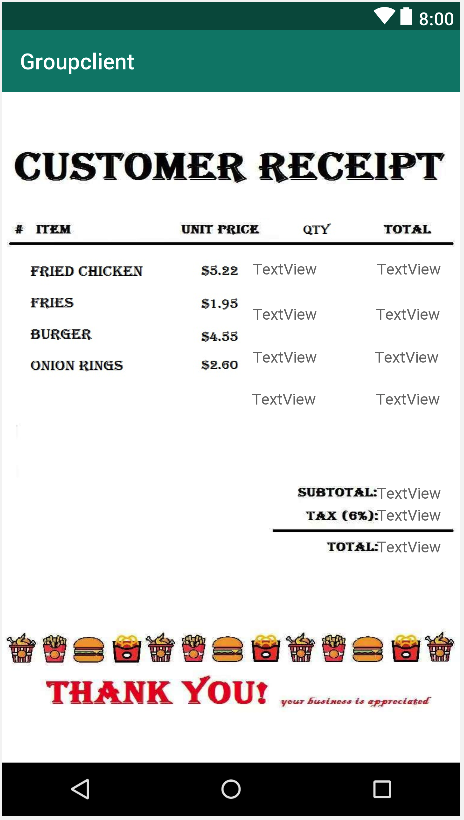 8:00
Groupclient
CUSTOMER RECEIPT
# ITEM UNIT PRICE QTY TOTAL
FRIED CHICKEN $5.22 TextView TextView
FRIES $1.95 TextView TextView
BURGER $4.55 TextView TextView
ONION RINGS $2.60 TextView TextView
SUBTOTAL: TextView
TAX (6%): TextView
TOTAL: TextView
THANK YOU! your business is appreciated